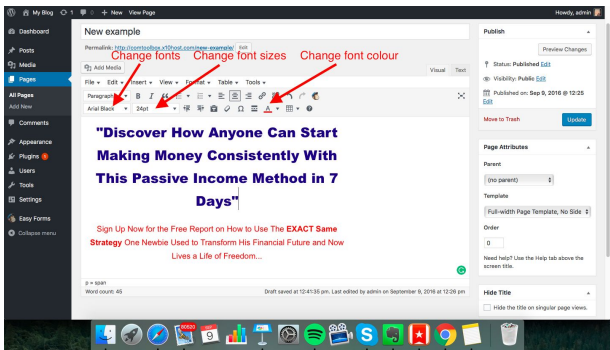 My Blog 1 0 + New View Page Howdy, admin
Dashboard
Posts
Media
Pages
All Pages
Add New
Comments
Appearance
Plugins
Users
Tools
Settings
Easy Forms
Collapse menu
New example
Permalink: http://comtoolbox.x10host.com/new-example/ Edit
Change fonts Change font sizes Change font colour
Add Media Visual Text
File Edit Insert View Format Table Tools
Paragraph B I
Arial Black 24pt A
"Discover How Anyone Can Start
Making Money Consistently With
This Passive Income Method in 7
Days"
Sign Up Now for the Free Report on How to Use The EXACT Same
Strategy One Newbie Used to Transform His Financial Future and Now
Lives a Life of Freedom...
p » span
Word count: 45 Draft saved at 12:41:35 pm. Last edited by admin on September 9, 2016 at 12:26 pm
Publish
Preview Changes
Status: Published Edit
Visibility: Public Edit
Published on: Sep 9, 2016 @ 12:25
Edit
Move to Trash Update
Page Attributes
Parent
(no parent)
Template
Full-width Page Template, No Side
Order
0
Need help? Use the Help tab above the
screen title.
Hide Title
Hide the title on singular page views.
9